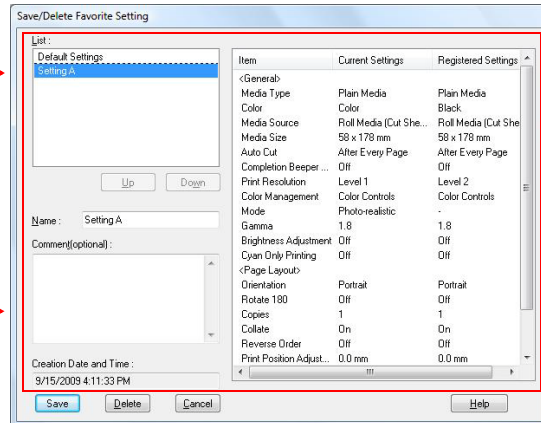 Save/Delete Favorite Setting
List :
Default Settings
Setting A
Up Down
Name : Setting A
Comment(optional) :
Creation Date and Time :
9/15/2009 4:11:33 PM
Item Current Settings Registered Settings
<General>
Media Type Plain Media Plain Media
Color Color Black
Media Source Roll Media (Cut She... Roll Media (Cut She
Media Size 58 x 178 mm 58 x 178 mm
Auto Cut After Every Page After Every Page
Completion Beeper ... Off Off
Print Resolution Level 1 Level 2
Color Management Color Controls Color Controls
Mode Photo-realistic -
Gamma 1.8 1.8
Brightness Adjustment Off Off
Cyan Only Printing Off Off
<Page Layout>
Orientation Portrait Portrait
Rotate 180 Off Off
Copies 1 1
Collate On On
Reverse Order Off Off
Print Position Adjust... 0.0 mm 0.0 mm
Save Delete Cancel Help